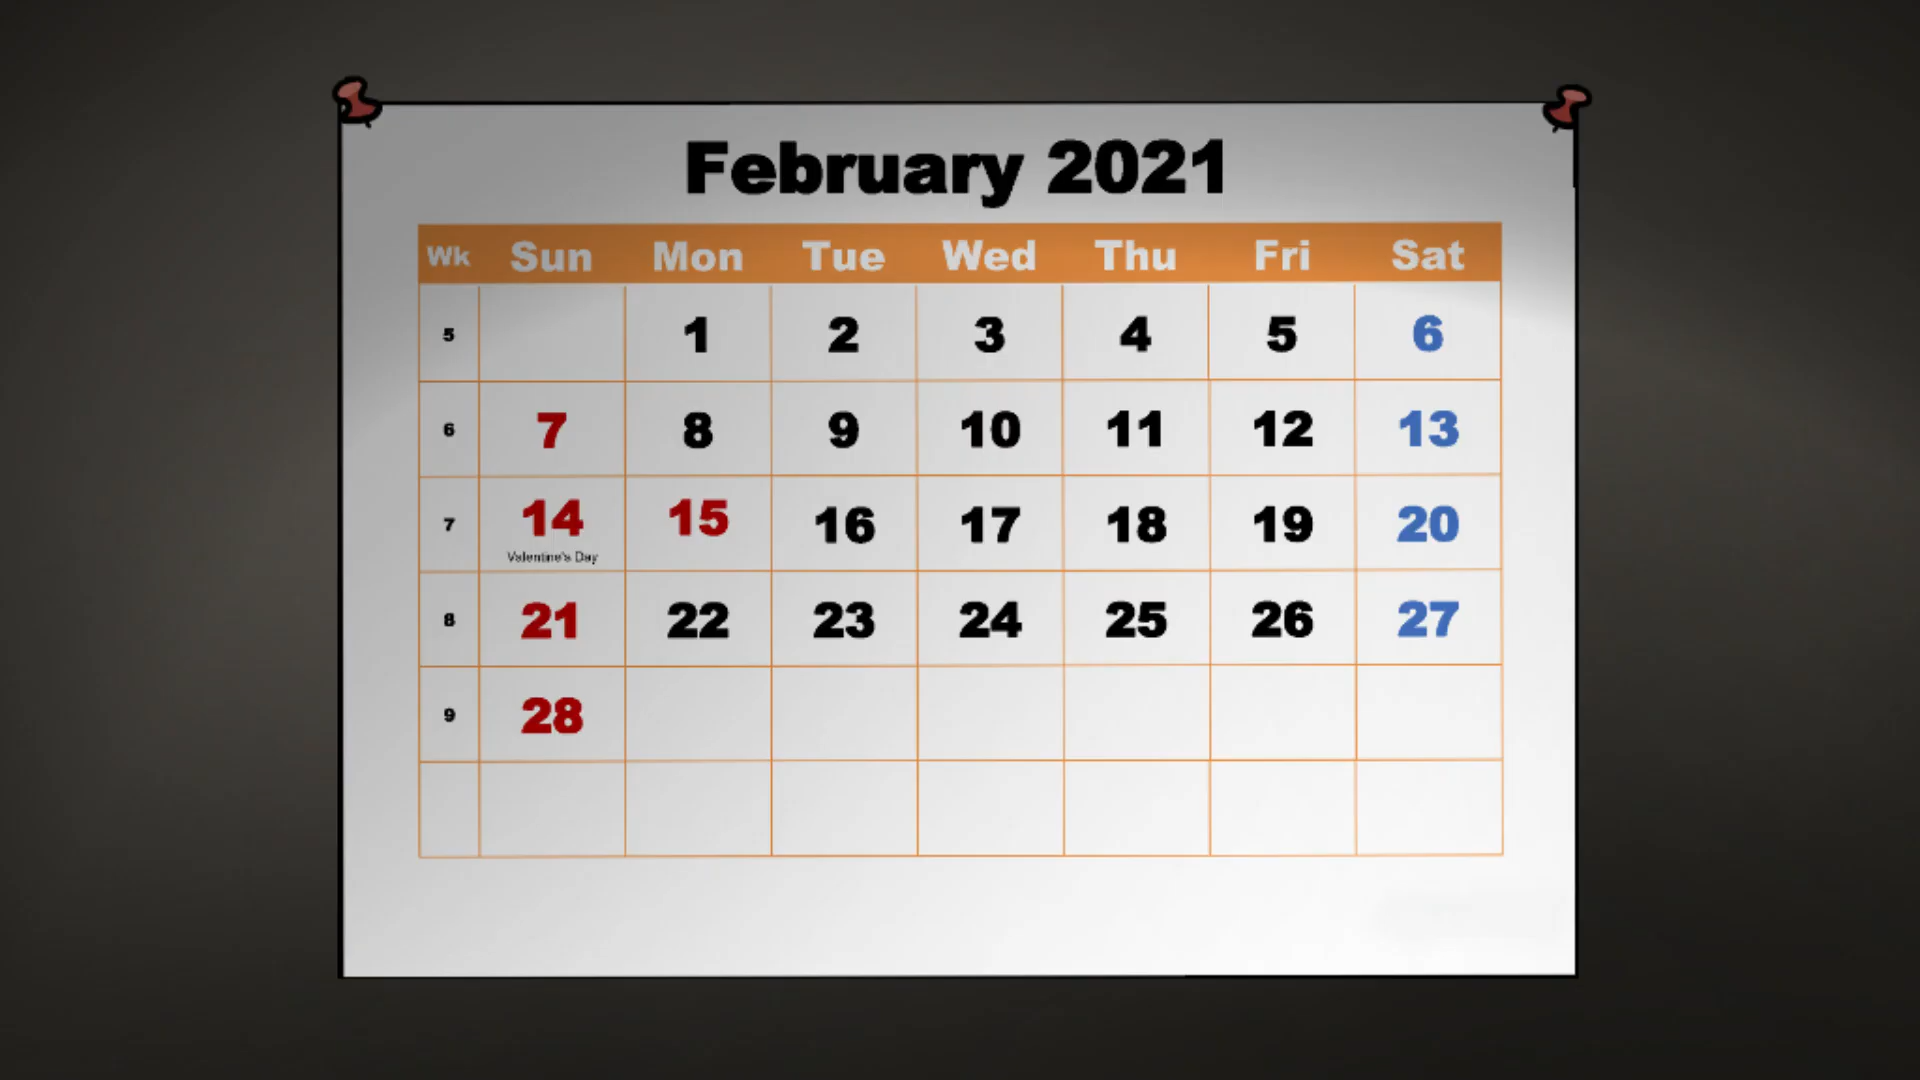 February 2021
Wk Sun Mon Tue Wed Thu Fri Sat
5 1 2 3 4 5 6
6 7 8 9 10 11 12 13
7 14 15 16 17 18 19 20
Valentine's Day
8 21 22 23 24 25 26 27
9 28